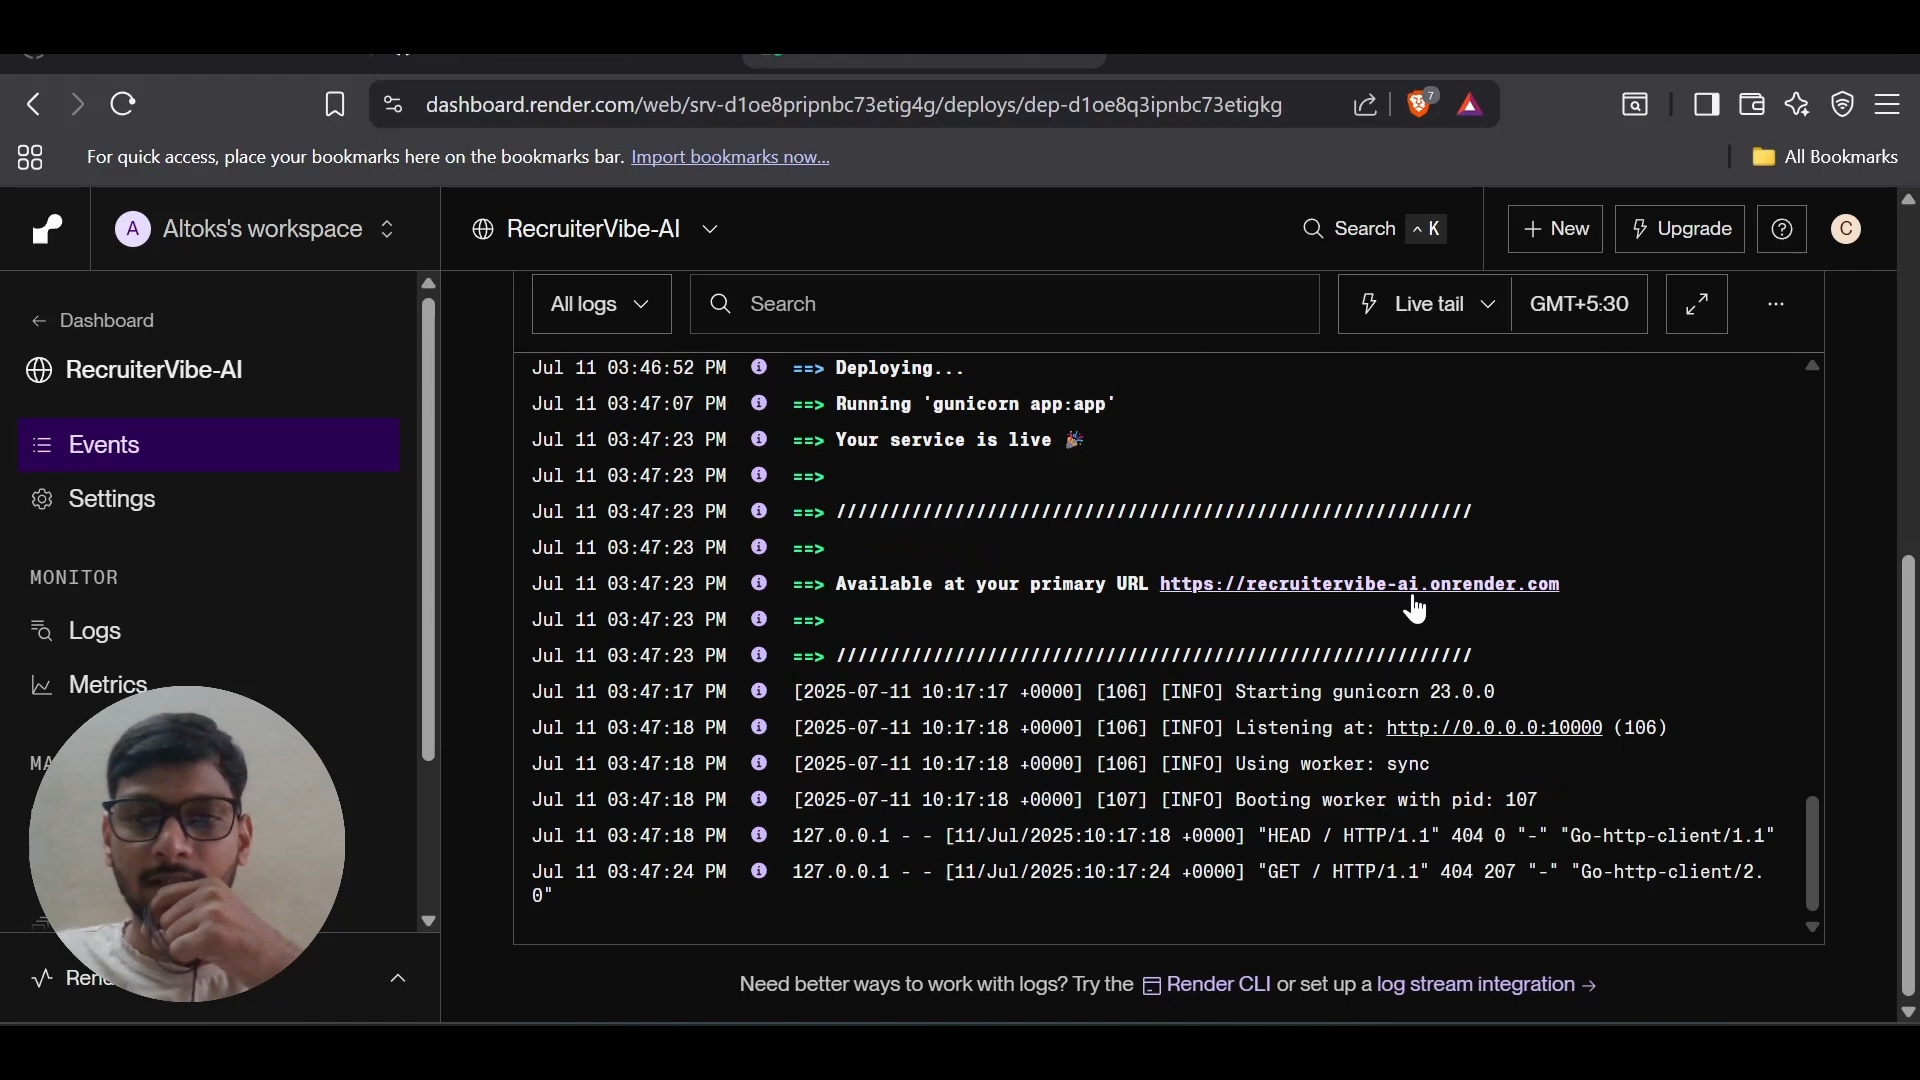 dashboard.render.com/web/srv-d1oe8pripnbc73etig4g/deploys/dep-d1oe8q3ipnbc73etigkg
7
For quick access, place your bookmarks here on the bookmarks bar. Import bookmarks now...
All Bookmarks
A Altoks's workspace
RecruiterVibe-AI
Search ^ K
+ New
Upgrade
C
← Dashboard
RecruiterVibe-AI
Events
Settings
MONITOR
Logs
Metrics
MA
Ren
All logs
Search
Live tail
GMT+5:30
...
Jul 11 03:46:52 PM ==> Deploying...
Jul 11 03:47:07 PM ==> Running 'gunicorn app:app'
Jul 11 03:47:23 PM ==> Your service is live 🎉
Jul 11 03:47:23 PM ==>
Jul 11 03:47:23 PM ==> ///////////////////////////////////////////////////////////
Jul 11 03:47:23 PM ==>
Jul 11 03:47:23 PM ==> Available at your primary URL https://recruitervibe-ai.onrender.com
Jul 11 03:47:23 PM ==>
Jul 11 03:47:23 PM ==> ///////////////////////////////////////////////////////////
Jul 11 03:47:17 PM [2025-07-11 10:17:17 +0000] [106] [INFO] Starting gunicorn 23.0.0
Jul 11 03:47:18 PM [2025-07-11 10:17:18 +0000] [106] [INFO] Listening at: http://0.0.0.0:10000 (106)
Jul 11 03:47:18 PM [2025-07-11 10:17:18 +0000] [106] [INFO] Using worker: sync
Jul 11 03:47:18 PM [2025-07-11 10:17:18 +0000] [107] [INFO] Booting worker with pid: 107
Jul 11 03:47:18 PM 127.0.0.1 - - [11/Jul/2025:10:17:18 +0000] "HEAD / HTTP/1.1" 404 0 "-" "Go-http-client/1.1"
Jul 11 03:47:24 PM 127.0.0.1 - - [11/Jul/2025:10:17:24 +0000] "GET / HTTP/1.1" 404 207 "-" "Go-http-client/2.
0"
Need better ways to work with logs? Try the Render CLI or set up a log stream integration →